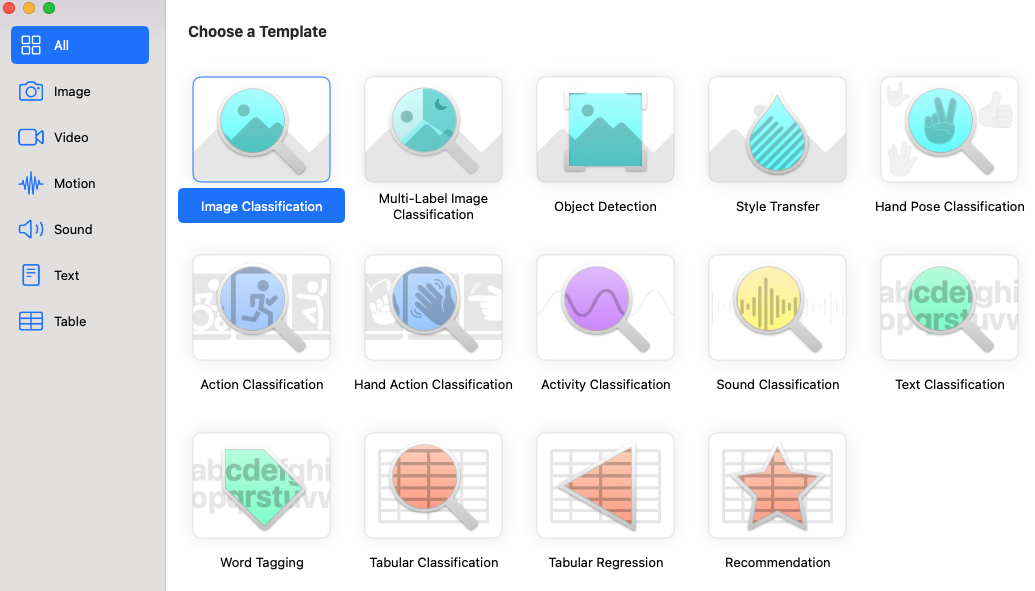 Choose a Template
All
Image
Video
Motion
Sound
Text
Table
Image Classification
Multi-Label Image
Classification
Object Detection
Style Transfer
Hand Pose Classification
Action Classification
Hand Action Classification
Activity Classification
Sound Classification
abcdefghi
opqrstuvw
Text Classification
abcdefghi
opqrstuvw
Word Tagging
Tabular Classification
Tabular Regression
Recommendation